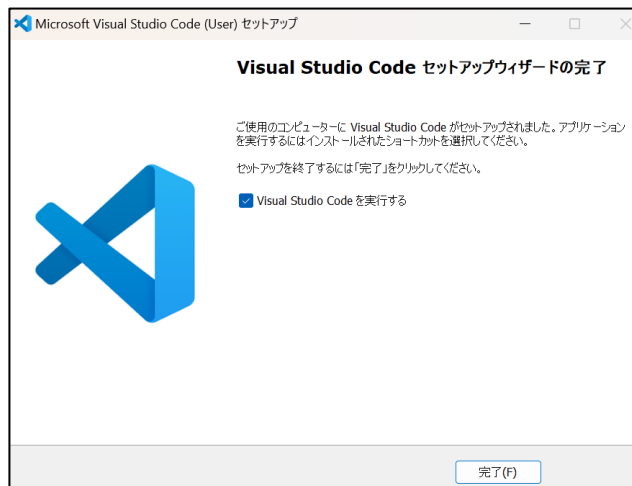 Microsoft Visual Studio Code (User) セットアップ
Visual Studio Code セットアップウィザードの完了
ご使用のコンピューターに Visual Studio Code がセットアップされました。アプリケーション
を実行するにはインストールされたショートカットを選択してください。
セットアップを終了するには「完了」をクリックしてください。
Visual Studio Code を実行する
完了(F)